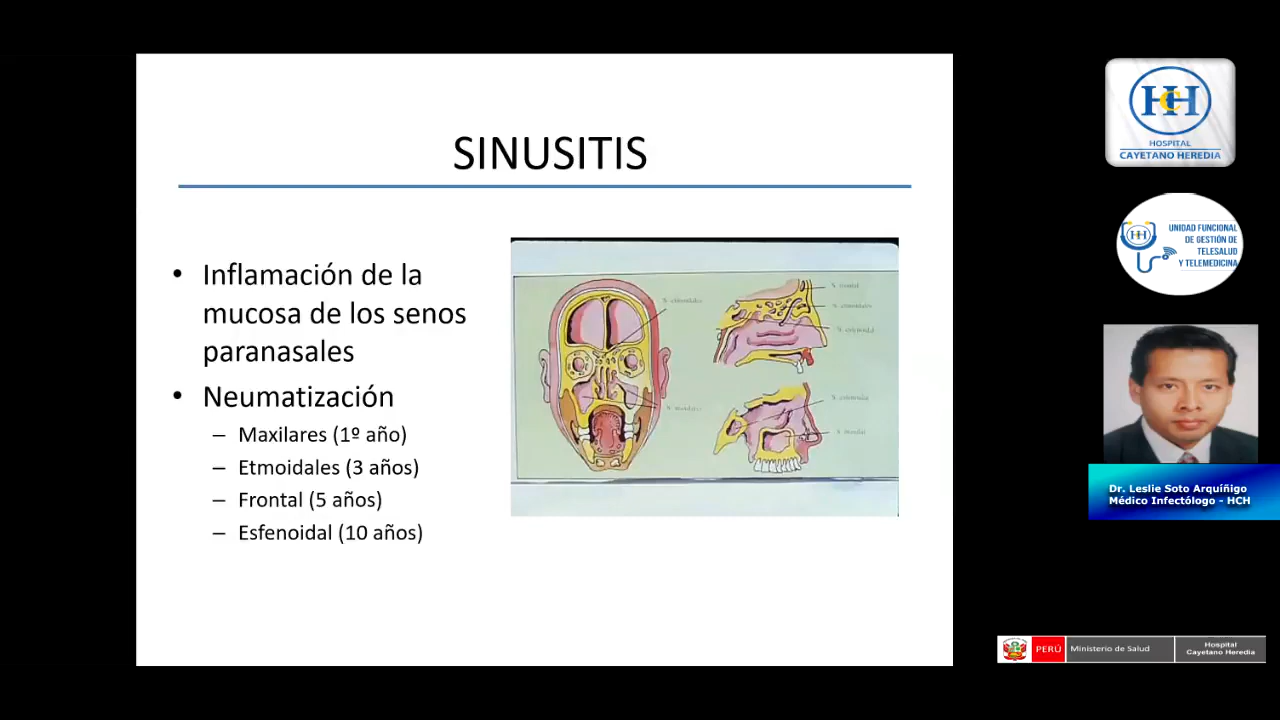 SINUSITIS
• Inflamación de la
mucosa de los senos
paranasales
• Neumatización
– Maxilares (1º año)
– Etmoidales (3 años)
– Frontal (5 años)
– Esfenoidal (10 años)
HCH
HOSPITAL
CAYETANO HEREDIA
HCH
UNIDAD FUNCIONAL
DE GESTIÓN DE
TELESALUD
Y TELEMEDICINA
Dr. Leslie Soto Arquíñigo
Médico Infectólogo - HCH
PERÚ
Ministerio de Salud
Hospital
Cayetano Heredia